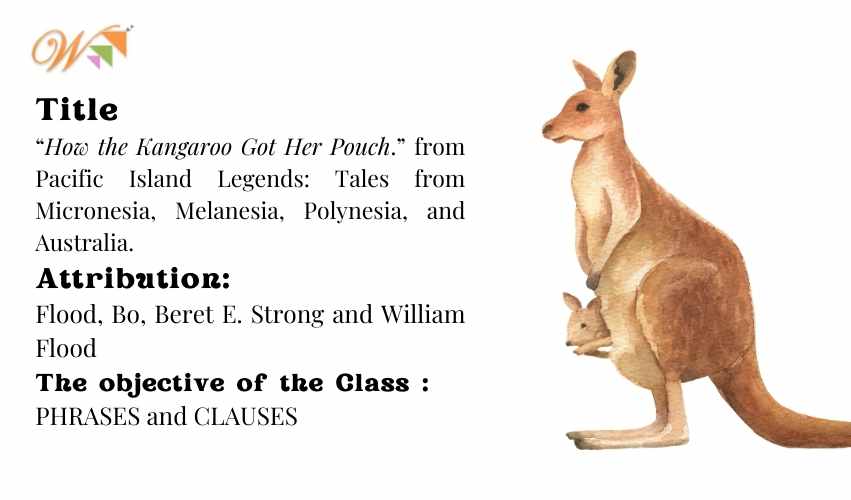 W
Title
“How the Kangaroo Got Her Pouch.” from
Pacific Island Legends: Tales from
Micronesia, Melanesia, Polynesia, and
Australia.
Attribution:
Flood, Bo, Beret E. Strong and William
Flood
The objective of the Class :
PHRASES and CLAUSES